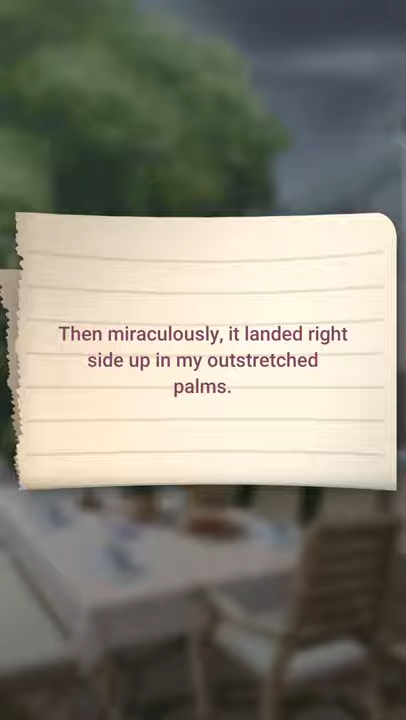 Then miraculously, it landed right
side up in my outstretched
palms.